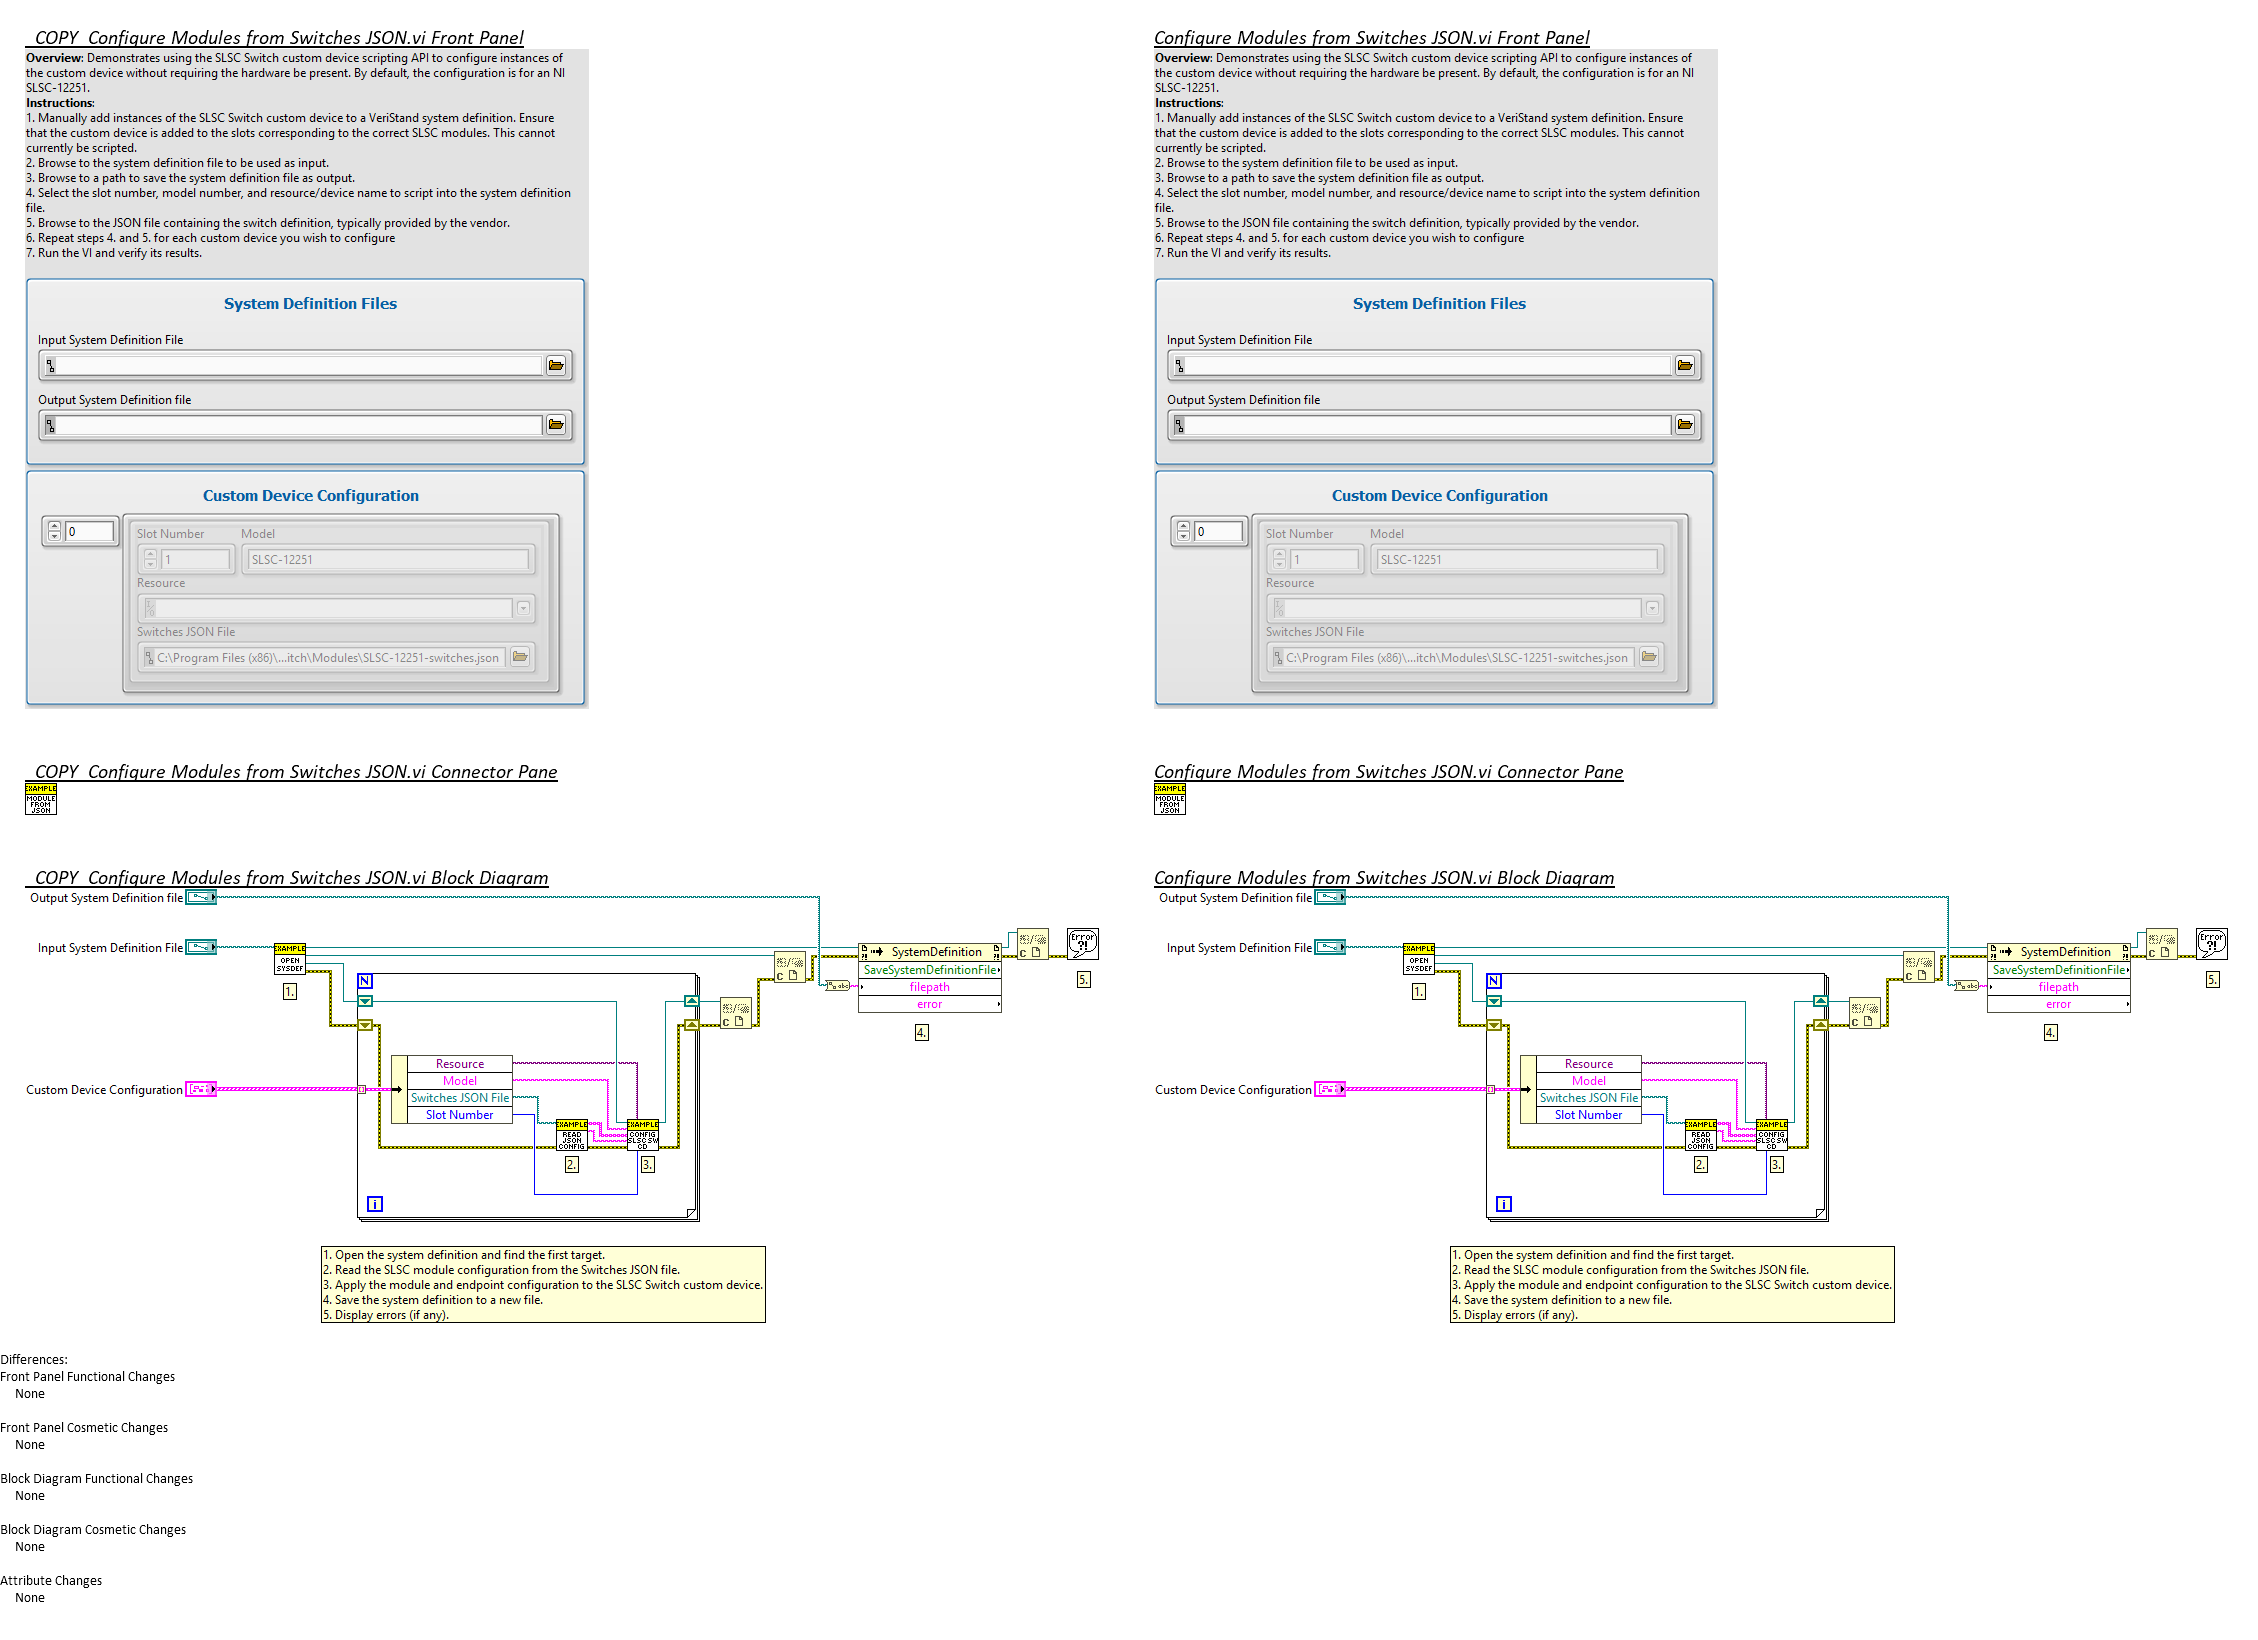 COPY  Configure Modules from Switches JSON.vi Front Panel
Overview: Demonstrates using the SLSC Switch custom device scripting API to configure instances of
the custom device without requiring the hardware be present. By default, the configuration is for an NI
SLSC-12251.
Instructions:
1. Manually add instances of the SLSC Switch custom device to a VeriStand system definition. Ensure
that the custom device is added to the slots corresponding to the correct SLSC modules. This cannot
currently be scripted.
2. Browse to the system definition file to be used as input.
3. Browse to a path to save the system definition file as output.
4. Select the slot number, model number, and resource/device name to script into the system definition
file.
5. Browse to the JSON file containing the switch definition, typically provided by the vendor.
6. Repeat steps 4. and 5. for each custom device you wish to configure
7. Run the VI and verify its results.
System Definition Files
Input System Definition File
Output System Definition file
Custom Device Configuration
0
Slot Number Model
1 SLSC-12251
Resource
Switches JSON File
C:\Program Files (x86)\...itch\Modules\SLSC-12251-switches.json
Configure Modules from Switches JSON.vi Front Panel
Overview: Demonstrates using the SLSC Switch custom device scripting API to configure instances of
the custom device without requiring the hardware be present. By default, the configuration is for an NI
SLSC-12251.
Instructions:
1. Manually add instances of the SLSC Switch custom device to a VeriStand system definition. Ensure
that the custom device is added to the slots corresponding to the correct SLSC modules. This cannot
currently be scripted.
2. Browse to the system definition file to be used as input.
3. Browse to a path to save the system definition file as output.
4. Select the slot number, model number, and resource/device name to script into the system definition
file.
5. Browse to the JSON file containing the switch definition, typically provided by the vendor.
6. Repeat steps 4. and 5. for each custom device you wish to configure
7. Run the VI and verify its results.
System Definition Files
Input System Definition File
Output System Definition file
Custom Device Configuration
0
Slot Number Model
1 SLSC-12251
Resource
Switches JSON File
C:\Program Files (x86)\...itch\Modules\SLSC-12251-switches.json
COPY  Configure Modules from Switches JSON.vi Connector Pane
EXAMPLE
MODULE
FROM
JSON
Configure Modules from Switches JSON.vi Connector Pane
EXAMPLE
MODULE
FROM
JSON
COPY  Configure Modules from Switches JSON.vi Block Diagram
Output System Definition file
Input System Definition File
EXAMPLE
OPEN
SYSDEF
1.
N
SystemDefinition
SaveSystemDefinitionFile
filepath
error
4.
Error
?!
5.
Custom Device Configuration
Resource
Model
Switches JSON File
Slot Number
EXAMPLE
READ
JSON
CONFIG
2.
EXAMPLE
CONFIG
SLSC SW
CD
3.
i
1. Open the system definition and find the first target.
2. Read the SLSC module configuration from the Switches JSON file.
3. Apply the module and endpoint configuration to the SLSC Switch custom device.
4. Save the system definition to a new file.
5. Display errors (if any).
Configure Modules from Switches JSON.vi Block Diagram
Output System Definition file
Input System Definition File
EXAMPLE
OPEN
SYSDEF
1.
N
SystemDefinition
SaveSystemDefinitionFile
filepath
error
4.
Error
?!
5.
Custom Device Configuration
Resource
Model
Switches JSON File
Slot Number
EXAMPLE
READ
JSON
CONFIG
2.
EXAMPLE
CONFIG
SLSC SW
CD
3.
i
1. Open the system definition and find the first target.
2. Read the SLSC module configuration from the Switches JSON file.
3. Apply the module and endpoint configuration to the SLSC Switch custom device.
4. Save the system definition to a new file.
5. Display errors (if any).
Differences:
Front Panel Functional Changes
None
Front Panel Cosmetic Changes
None
Block Diagram Functional Changes
None
Block Diagram Cosmetic Changes
None
Attribute Changes
None